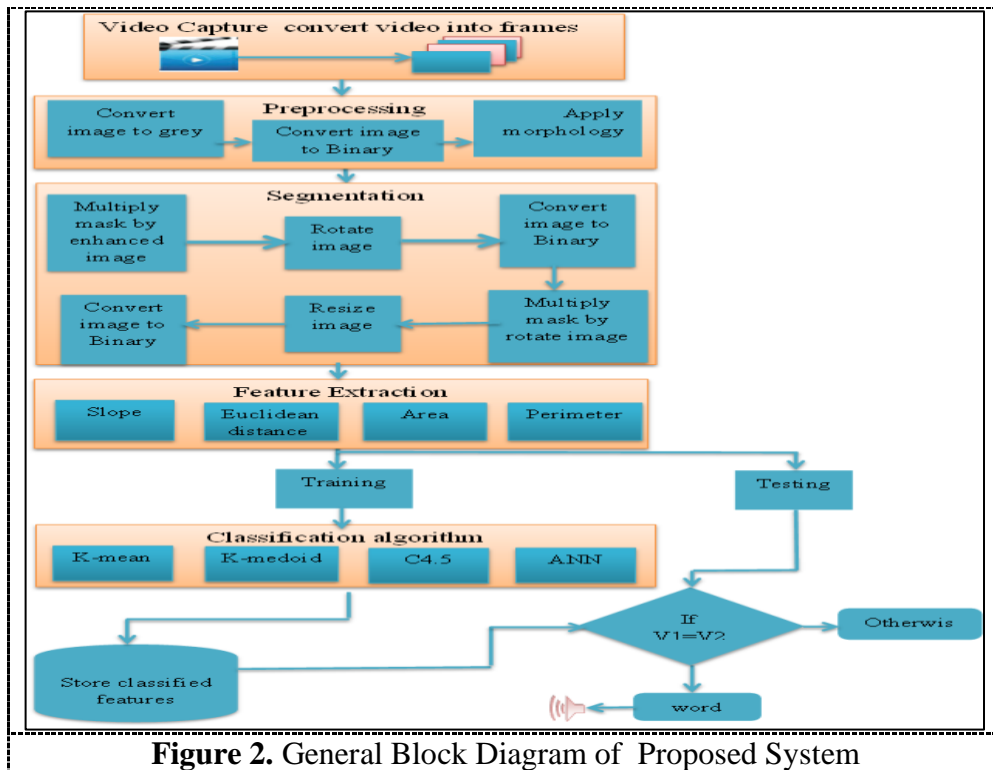 Video Capture convert video into frames
Preprocessing
Convert
image to grey
Convert image
to Binary
Apply
morphology
Segmentation
Multiply
mask by
enhanced
image
Rotate
image
Convert
image to
Binary
Multiply
mask by
rotate image
Resize
image
Convert
image to
Binary
Feature Extraction
Slope
Euclidean
distance
Area
Perimeter
Training
Testing
Classification algorithm
K-mean
K-medoid
C4.5
ANN
If
V1=V2
Otherwis
Store classified
features
word
Figure 2. General Block Diagram of Proposed System